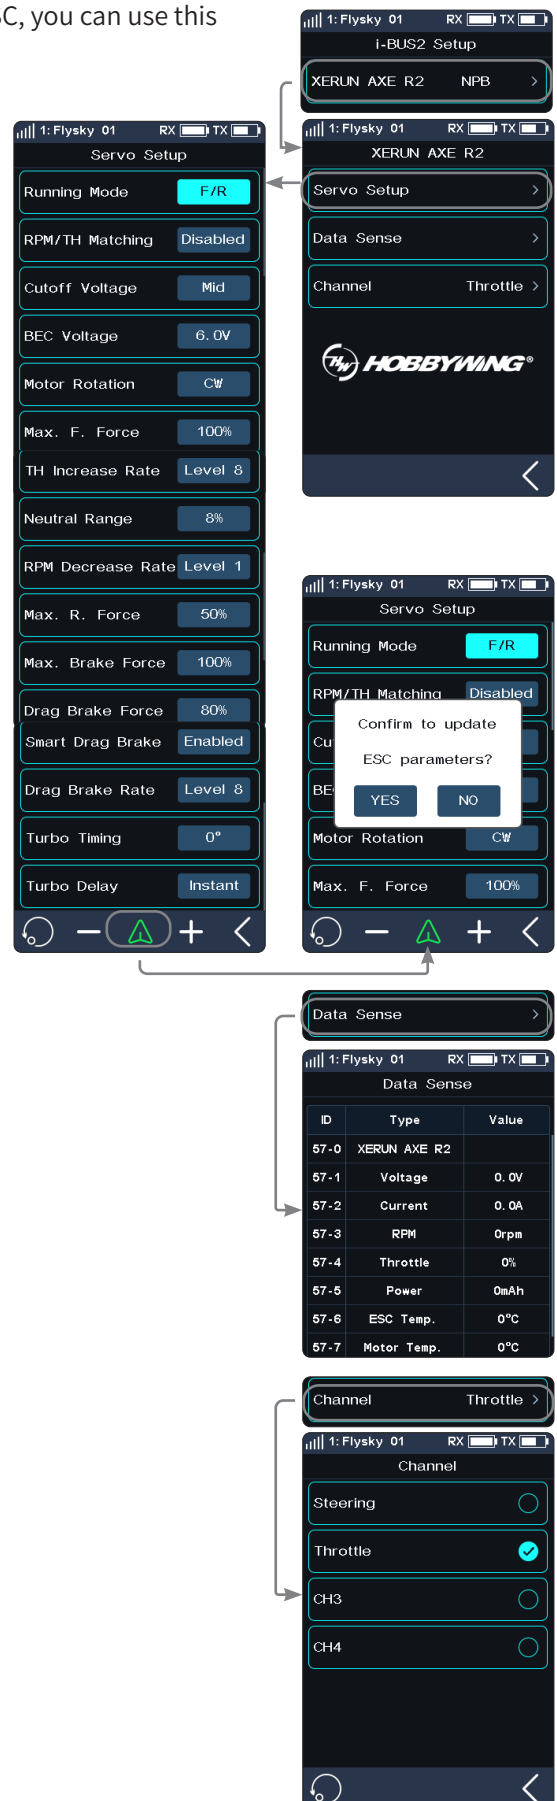 SC, you can use this
1: Flysky 01 RX TX
i-BUS2 Setup
XERUN AXE R2 NPB >
1: Flysky 01 RX TX
XERUN AXE R2
Servo Setup >
Data Sense >
Channel Throttle >
HW HOBBYWING®
1: Flysky 01 RX TX
Servo Setup
Running Mode F/R
RPM/TH Matching Disabled
Cutoff Voltage Mid
BEC Voltage 6.0V
Motor Rotation CW
Max. F. Force 100%
TH Increase Rate Level 8
Neutral Range 8%
RPM Decrease Rate Level 1
Max. R. Force 50%
Max. Brake Force 100%
Drag Brake Force 80%
Smart Drag Brake Enabled
Drag Brake Rate Level 8
Turbo Timing 0°
Turbo Delay Instant
1: Flysky 01 RX TX
Servo Setup
Running Mode F/R
RPM/TH Matching Disabled
Confirm to update
Cu
ESC parameters?
BE
YES NO
Motor Rotation CW
Max. F. Force 100%
Data Sense >
1: Flysky 01 RX TX
Data Sense
ID Type Value
57-0 XERUN AXE R2
57-1 Voltage 0.0V
57-2 Current 0.0A
57-3 RPM 0rpm
57-4 Throttle 0%
57-5 Power 0mAh
57-6 ESC Temp. 0°C
57-7 Motor Temp. 0°C
Channel Throttle >
1: Flysky 01 RX TX
Channel
Steering
Throttle
CH3
CH4